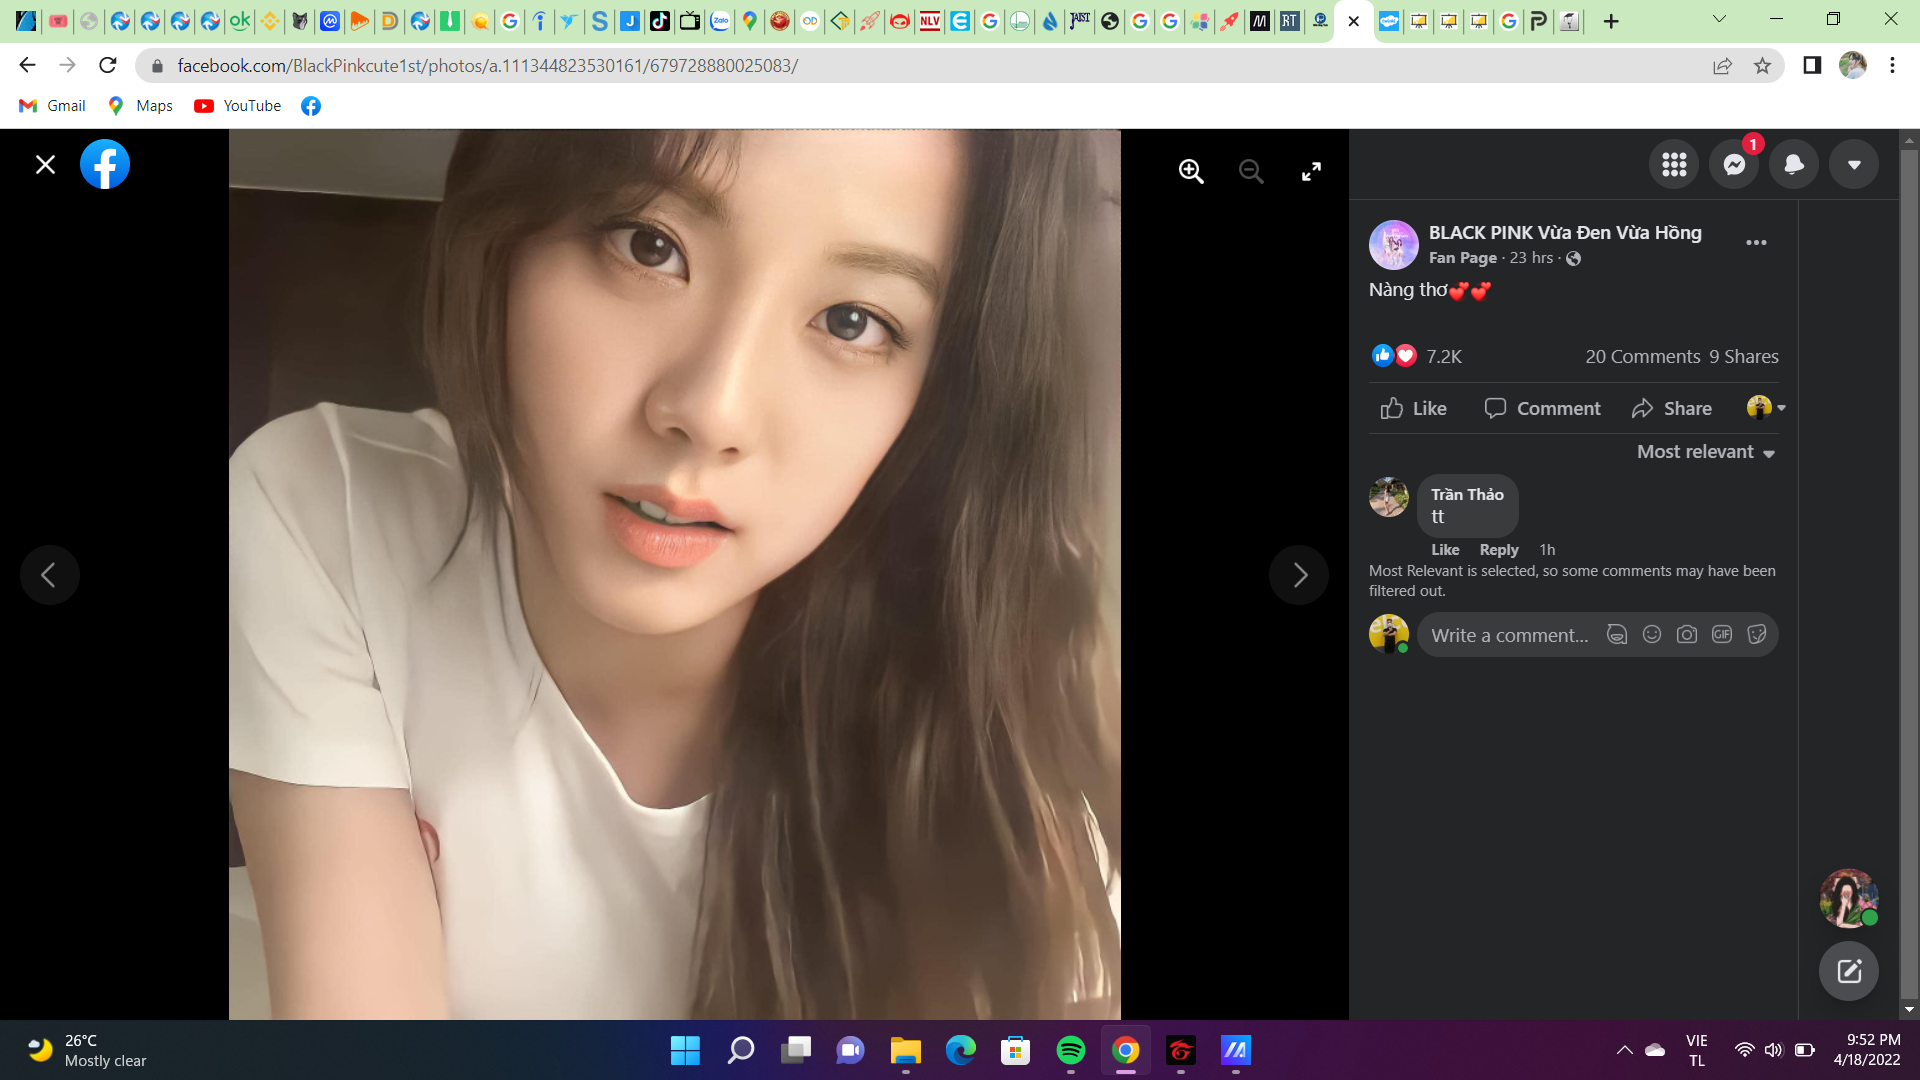 facebook.com/BlackPinkcute1st/photos/a.111344823530161/679728880025083/
Gmail Maps YouTube
1
BLACK PINK Vừa Đen Vừa Hồng
Fan Page · 23 hrs ·
Nàng thơ💕💕
7.2K 20 Comments 9 Shares
Like Comment Share
Most relevant
Trần Thảo
tt
Like Reply 1h
Most Relevant is selected, so some comments may have been
filtered out.
Write a comment...
GIF
26°C
Mostly clear
VIE
TL
9:52 PM
4/18/2022